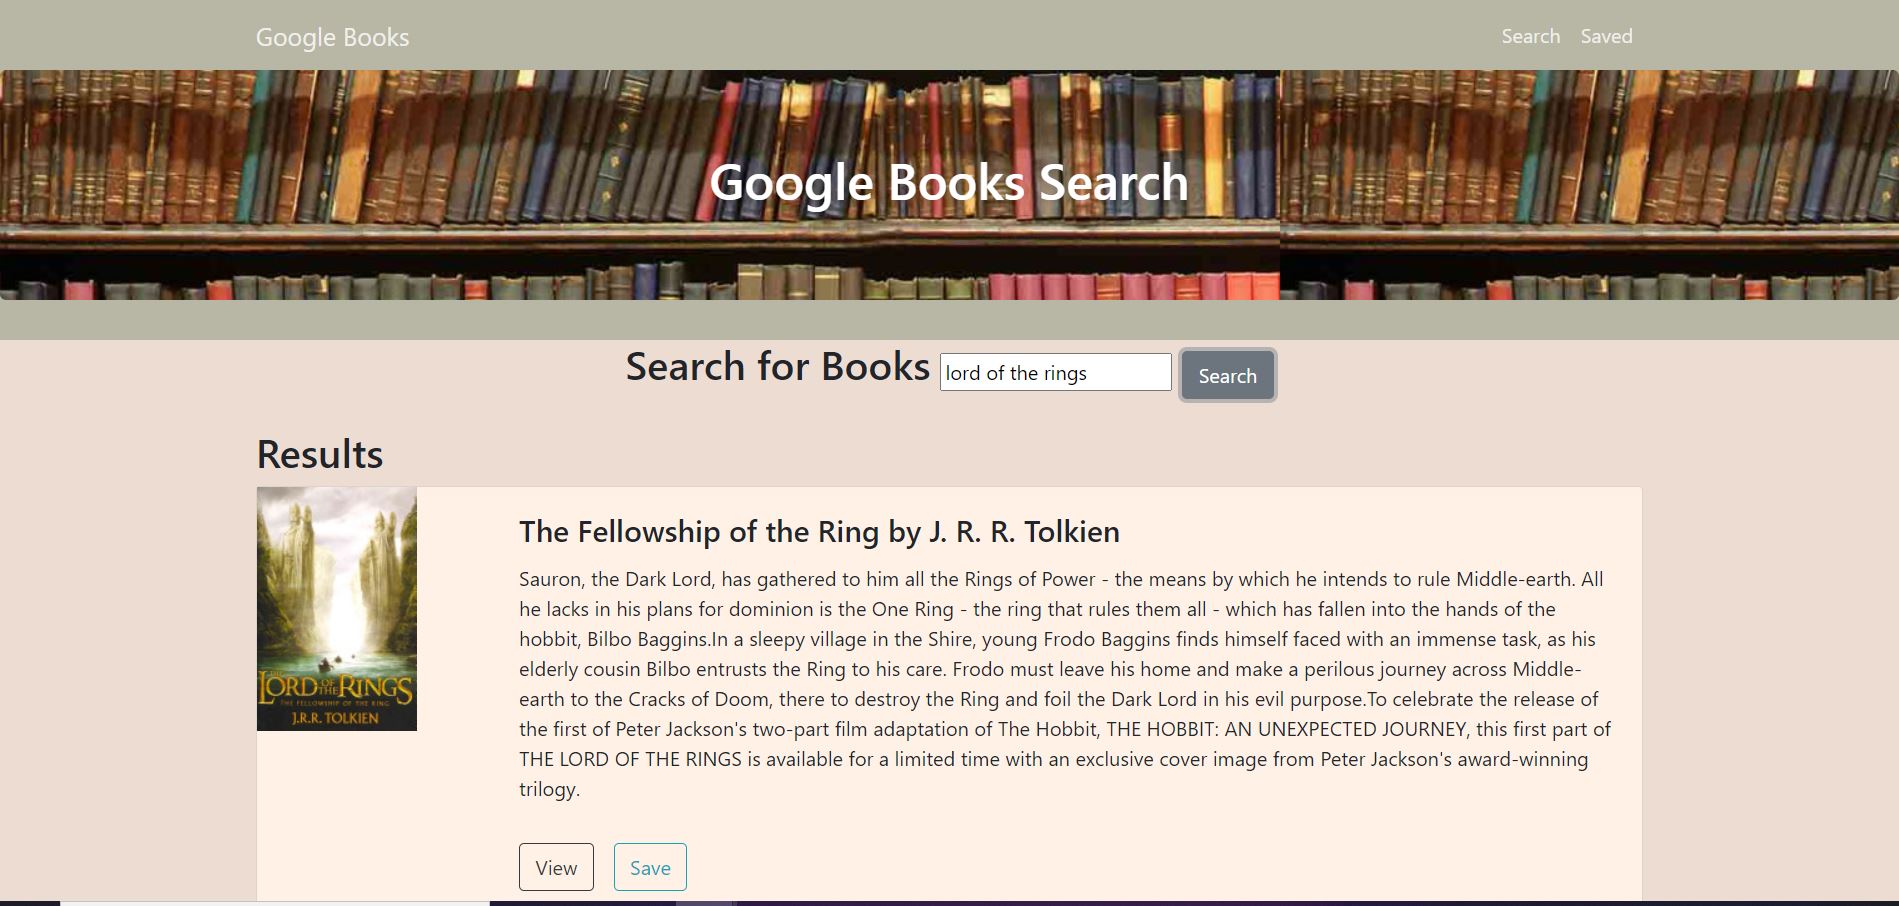 Google Books
Search Saved
Google Books Search
Search for Books lord of the rings Search
Results
The Fellowship of the Ring by J. R. R. Tolkien
Sauron, the Dark Lord, has gathered to him all the Rings of Power - the means by which he intends to rule Middle-earth. All
he lacks in his plans for dominion is the One Ring - the ring that rules them all - which has fallen into the hands of the
hobbit, Bilbo Baggins.In a sleepy village in the Shire, young Frodo Baggins finds himself faced with an immense task, as his
elderly cousin Bilbo entrusts the Ring to his care. Frodo must leave his home and make a perilous journey across Middle-
earth to the Cracks of Doom, there to destroy the Ring and foil the Dark Lord in his evil purpose.To celebrate the release of
the first of Peter Jackson's two-part film adaptation of The Hobbit, THE HOBBIT: AN UNEXPECTED JOURNEY, this first part of
THE LORD OF THE RINGS is available for a limited time with an exclusive cover image from Peter Jackson's award-winning
trilogy.
THE LORD OF THE RINGS
THE FELLOWSHIP OF THE RING
J.R.R. TOLKIEN
View Save